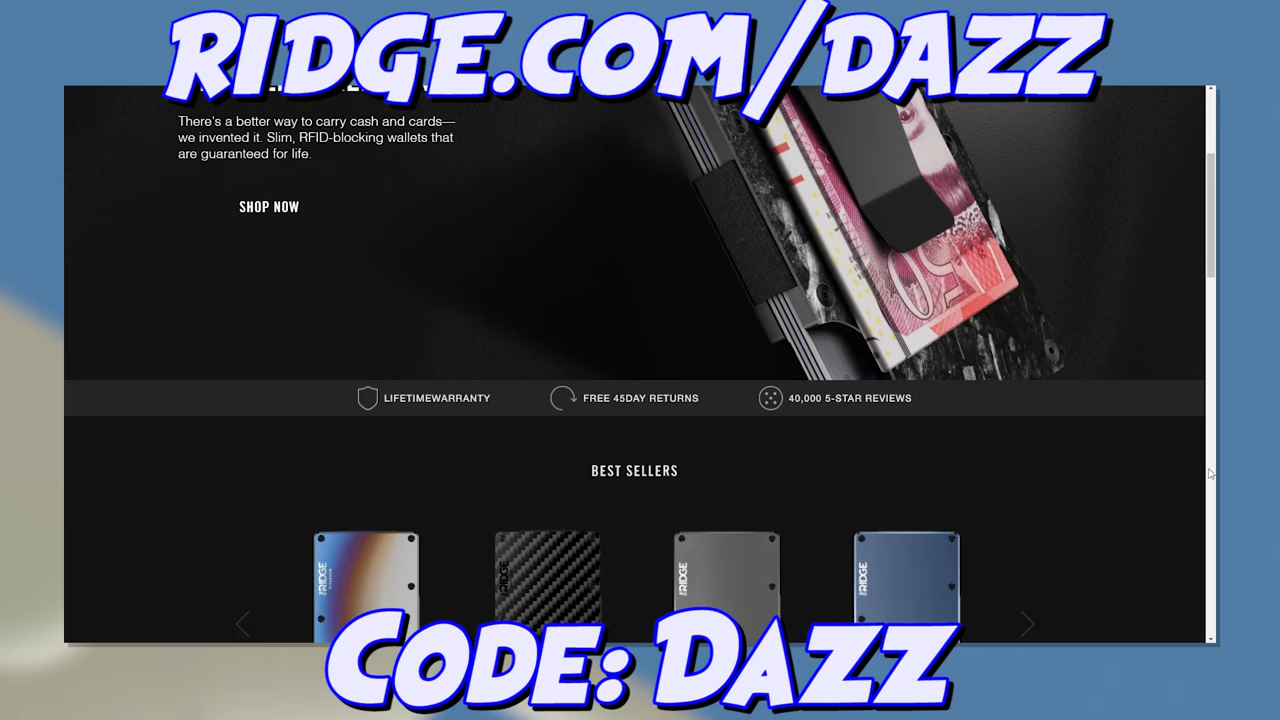 RIDGE.COM/DAZZ
There's a better way to carry cash and cards—
we invented it. Slim, RFID-blocking wallets that
are guaranteed for life.
SHOP NOW
50
LIFETIMEWARRANTY
FREE 45DAY RETURNS
40,000 5-STAR REVIEWS
BEST SELLERS
RIDGE
TITANIUM
RIDGE
RIDGE
RIDGE
CODE: DAZZ